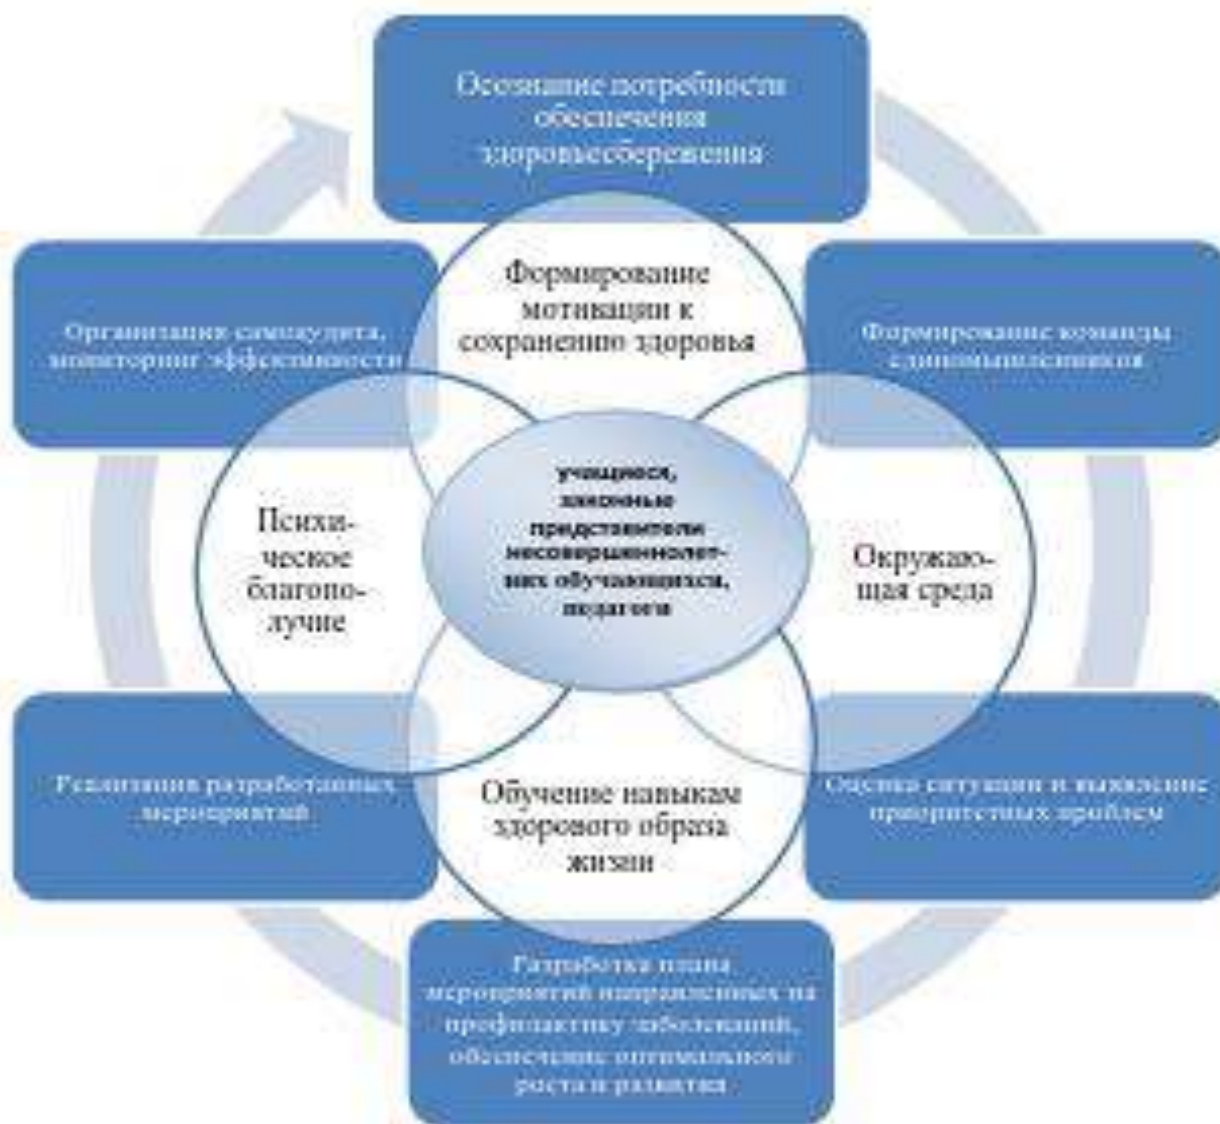 Осознание потребности
обеспечения
здоровьесбережения
Формирование
мотивации к
сохранению здоровья
Организация самоаудита,
мониторинг эффективности
Формирование команды
единомышленников
учащиеся,
законные
представители
несовершеннолет-
них обучающихся,
педагоги
Психи-
ческое
благопо-
лучие
Окружаю-
щая среда
Реализация разработанных
мероприятий
Обучение навыкам
здорового образа
жизни
Оценка ситуации и выявление
приоритетных проблем
Разработка плана
мероприятий направленных на
профилактику заболеваний,
обеспечение оптимального
роста и развития